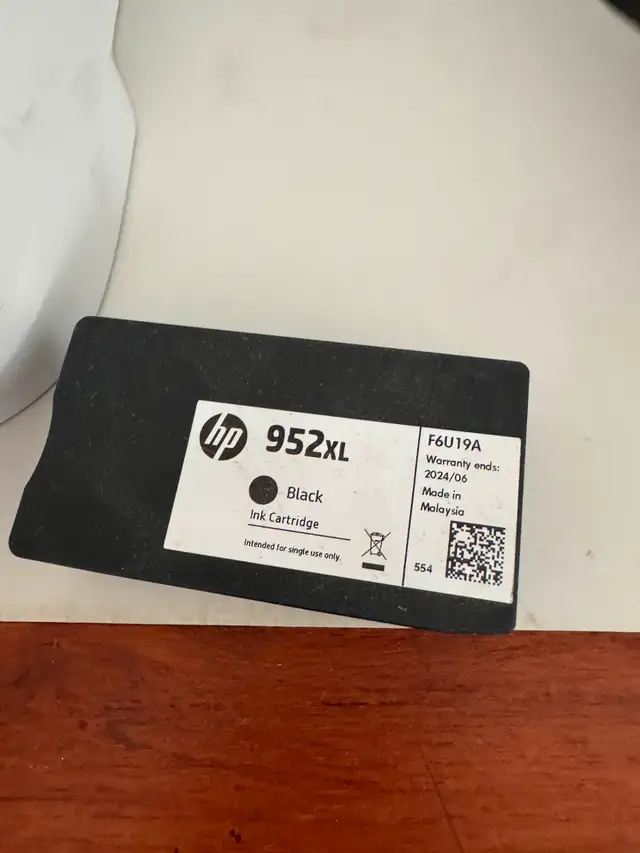 hp 952XL
Black
Ink Cartridge
Intended for single use only
F6U19A
Warranty ends:
2024/06
Made in
Malaysia
554